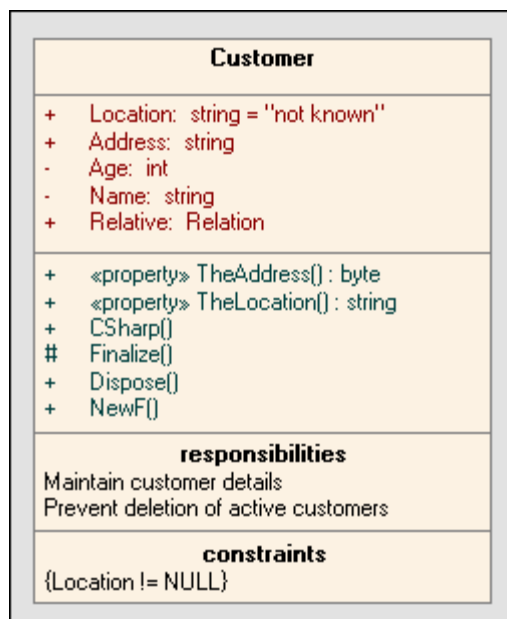 Customer
+ Location: string = "not known"
+ Address: string
- Age: int
- Name: string
+ Relative: Relation
+ «property» TheAddress() : byte
+ «property» TheLocation() : string
+ CSharp()
# Finalize()
+ Dispose()
+ NewF()
responsibilities
Maintain customer details
Prevent deletion of active customers
constraints
{Location != NULL}